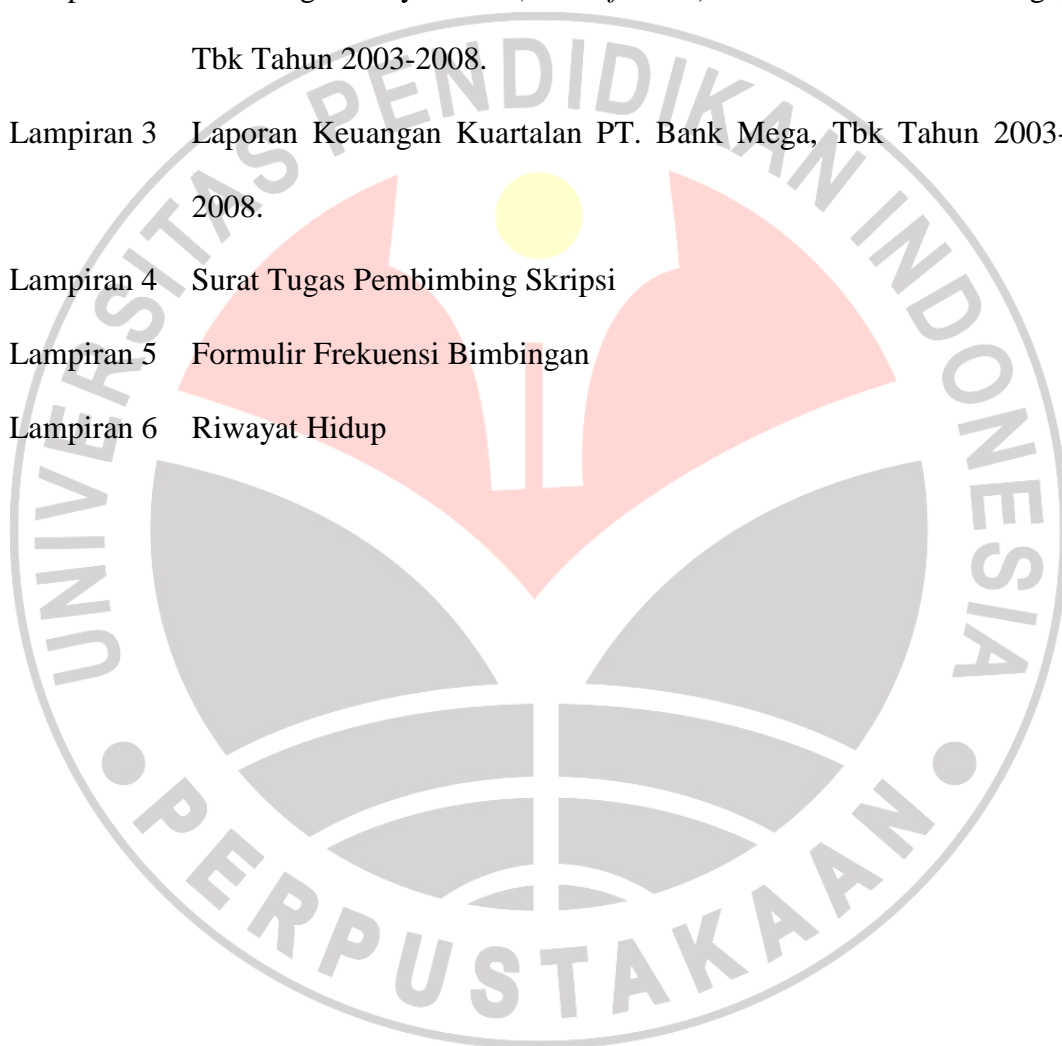 Tbk Tahun 2003-2008.
Lampiran 3 Laporan Keuangan Kuartalan PT. Bank Mega, Tbk Tahun 2003-
2008.
Lampiran 4 Surat Tugas Pembimbing Skripsi
Lampiran 5 Formulir Frekuensi Bimbingan
Lampiran 6 Riwayat Hidup
UNIVERSITAS PENDIDIKAN INDONESIA
PERPUSTAKAAN